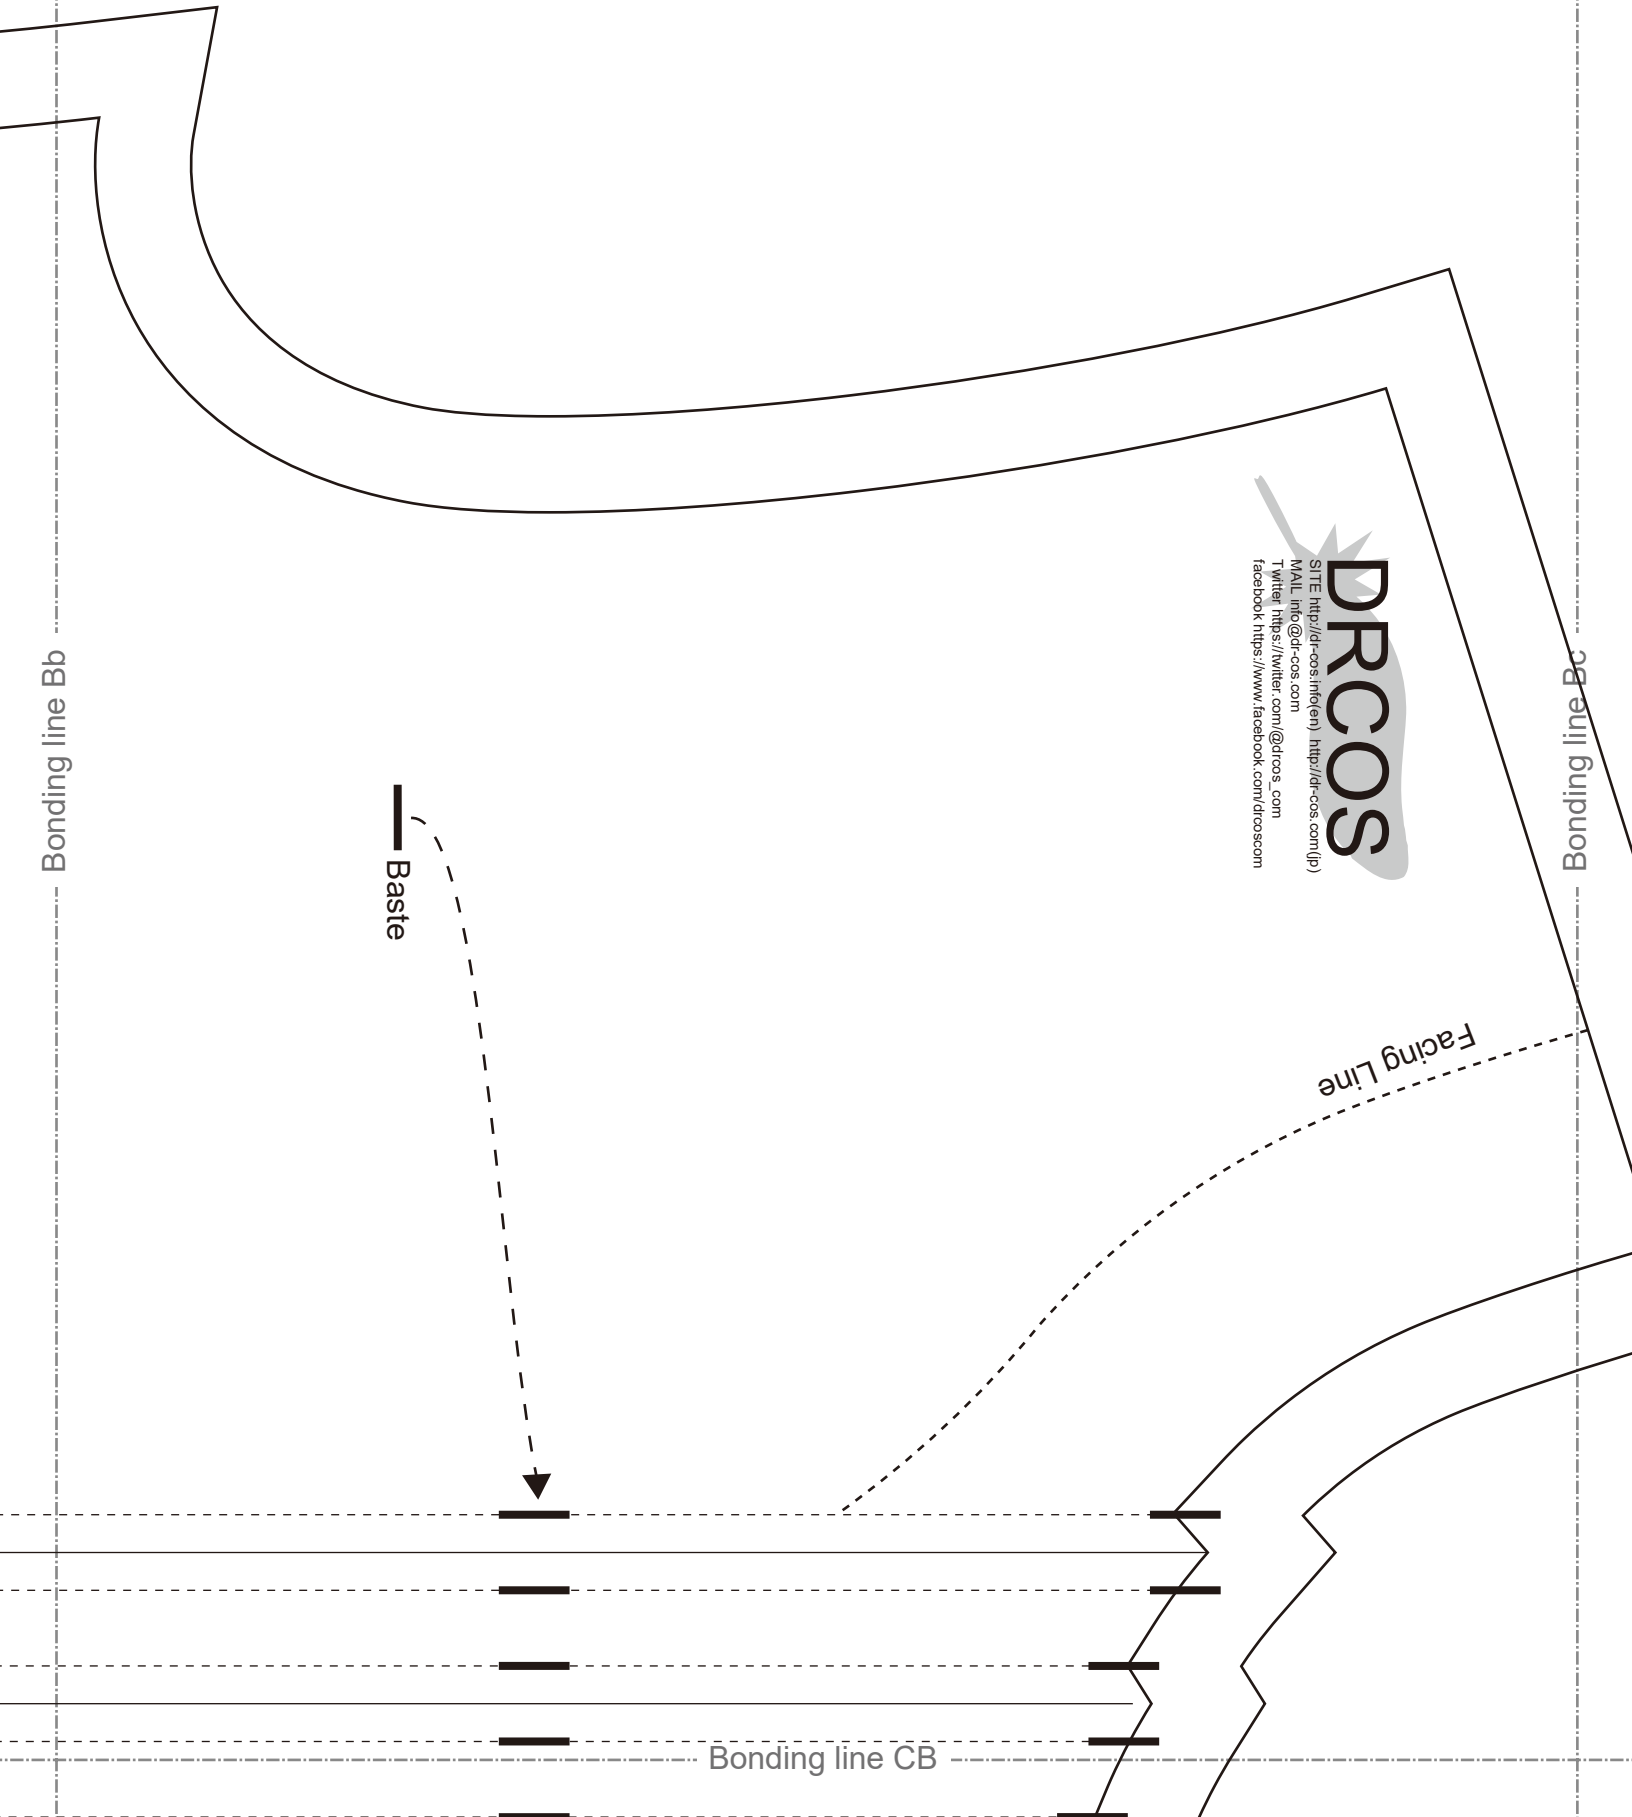 DRCOS
SITE http://dr-cos.info(en)  http://dr-cos.com(jp)
MAIL info@dr-cos.com
Twitter https://twitter.com/@drcos_com
facebook https://www.facebook.com/drcoscom
Bonding line Bb
Bonding line Bc
Baste
Facing Line
Bonding line CB